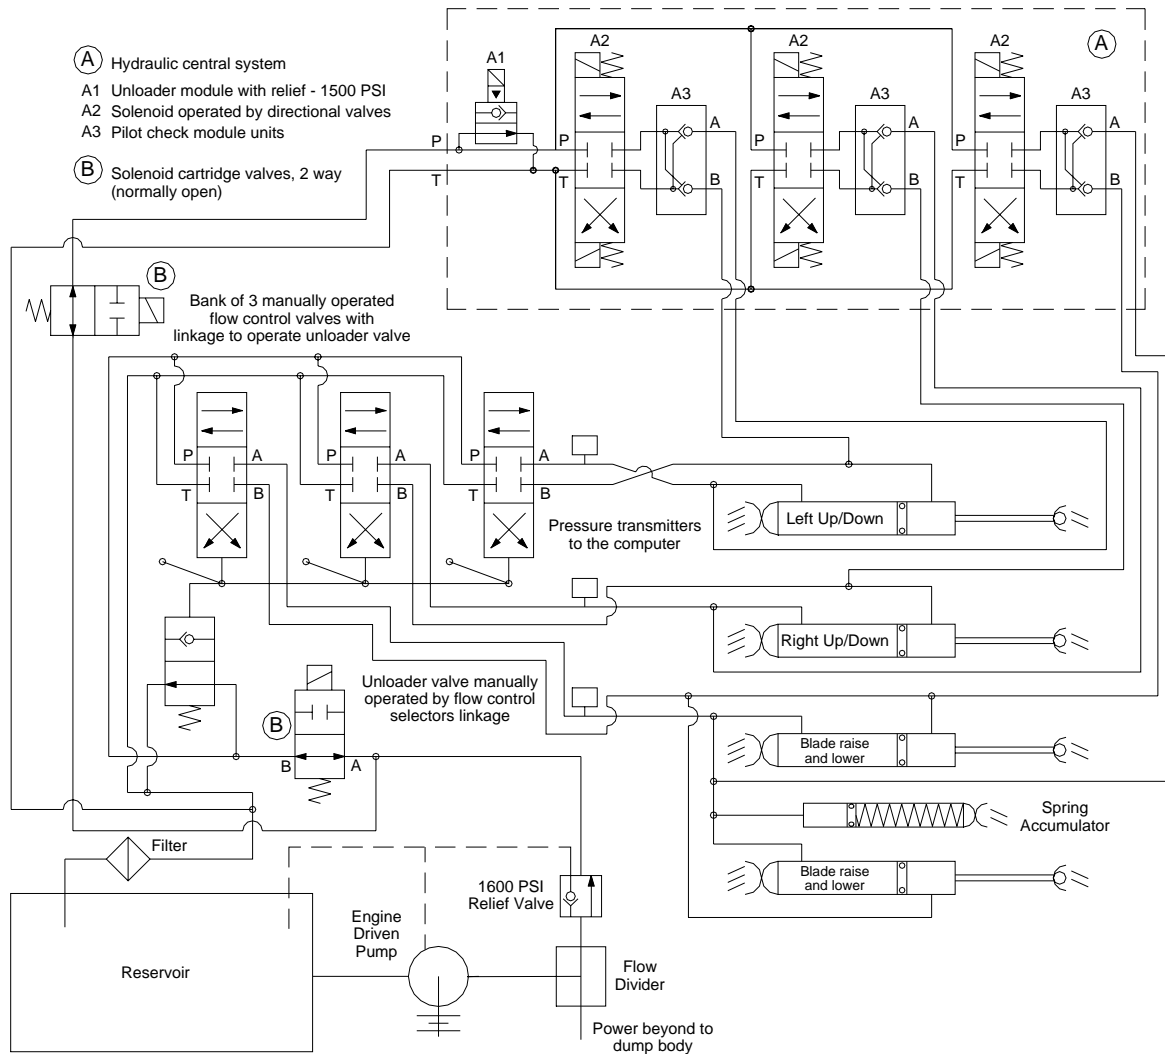 A Hydraulic central system
A1 Unloader module with relief - 1500 PSI
A2 Solenoid operated by directional valves
A3 Pilot check module units
B Solenoid cartridge valves, 2 way
(normally open)
A1
A2
A2
A2
A
A3
A3
A3
P
T
P
T
A
B
P
T
A
B
P
T
A
B
B
Bank of 3 manually operated
flow control valves with
linkage to operate unloader valve
P
T
A
B
P
T
A
B
P
T
A
B
Pressure transmitters
to the computer
Left Up/Down
Right Up/Down
Unloader valve manually
operated by flow control
selectors linkage
B
B
A
Blade raise
and lower
Spring
Accumulator
Blade raise
and lower
Filter
1600 PSI
Relief Valve
Engine
Driven
Pump
Reservoir
Flow
Divider
Power beyond to
dump body